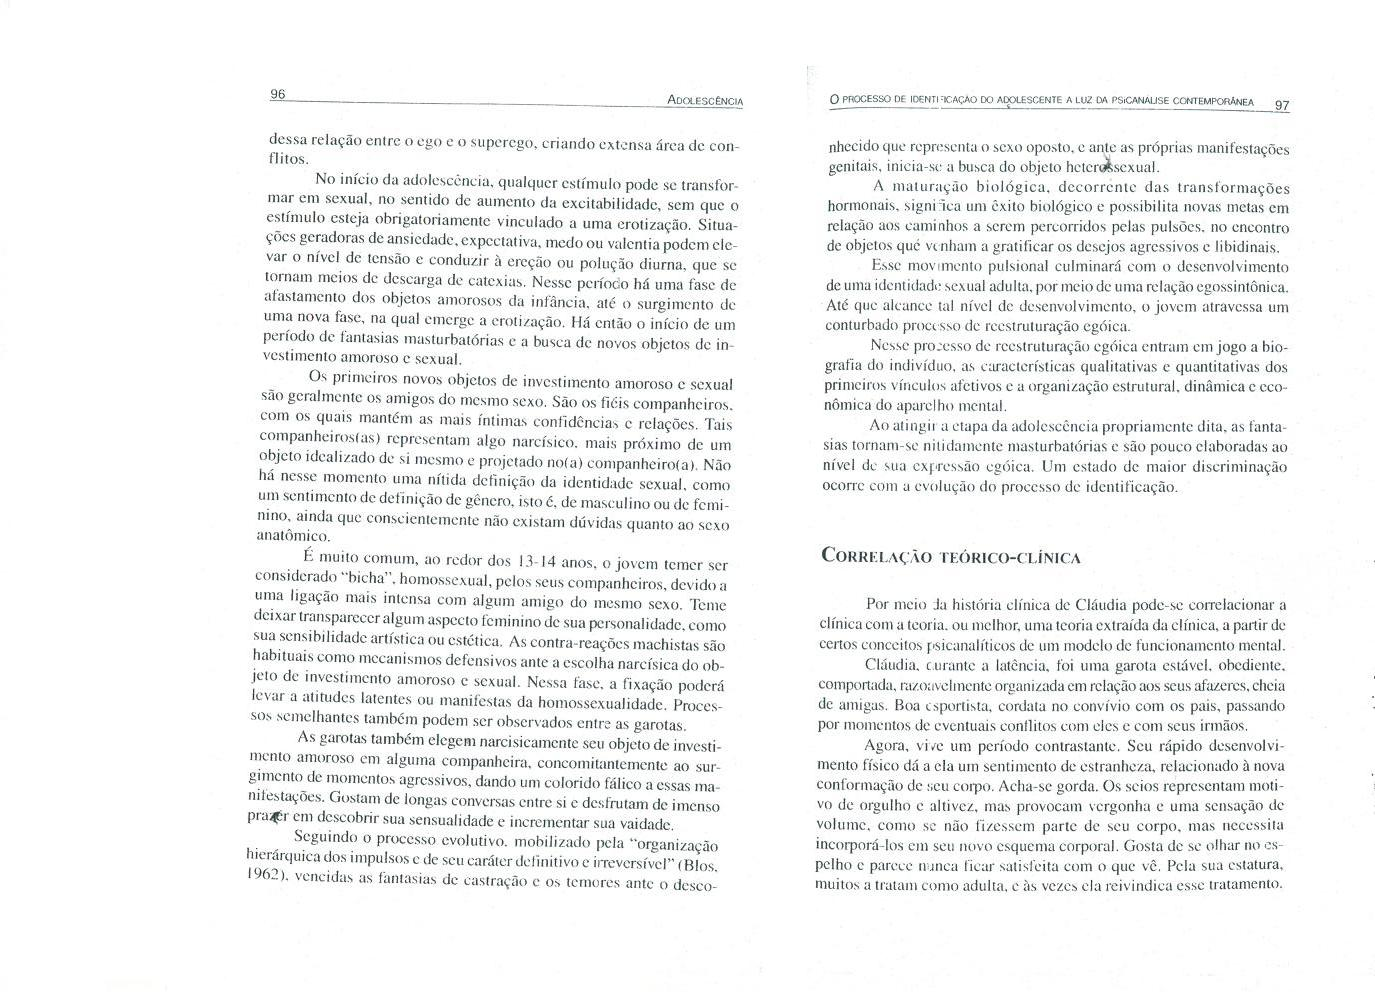 96
ADOLESCÊNCIA
dessa relação entre o ego e o superego, criando extensa área de con-
flitos.
No início da adolescência, qualquer estímulo pode se transfor-
mar em sexual, no sentido de aumento da excitabilidade, sem que o
estímulo esteja obrigatoriamente vinculado a uma erotização. Situa-
ções geradoras de ansiedade, expectativa, medo ou valentia podem ele-
var o nível de tensão e conduzir à ereção ou polução diurna, que se
tornam meios de descarga de catexias. Nesse período há uma fase de
afastamento dos objetos amorosos da infância, até o surgimento de
uma nova fase, na qual emerge a erotização. Há então o início de um
período de fantasias masturbatórias e a busca de novos objetos de in-
vestimento amoroso e sexual.
Os primeiros novos objetos de investimento amoroso e sexual
são geralmente os amigos do mesmo sexo. São os fiéis companheiros,
com os quais mantém as mais íntimas confidências e relações. Tais
companheiros(as) representam algo narcísico, mais próximo de um
objeto idealizado de si mesmo e projetado no(a) companheiro(a). Não
há nesse momento uma nítida definição da identidade sexual, como
um sentimento de definição de gênero, isto é, de masculino ou de femi-
nino, ainda que conscientemente não existam dúvidas quanto ao sexo
anatômico.
É muito comum, ao redor dos 13-14 anos, o jovem temer ser
considerado "bicha", homossexual, pelos seus companheiros, devido a
uma ligação mais intensa com algum amigo do mesmo sexo. Teme
deixar transparecer algum aspecto feminino de sua personalidade, como
sua sensibilidade artística ou estética. As contra-reações machistas são
habituais como mecanismos defensivos ante a escolha narcísica do ob-
jeto de investimento amoroso e sexual. Nessa fase, a fixação poderá
levar a atitudes latentes ou manifestas da homossexualidade. Proces-
sos semelhantes também podem ser observados entre as garotas.
As garotas também elegem narcisicamente seu objeto de investi-
mento amoroso em alguma companheira, concomitantemente ao sur-
gimento de momentos agressivos, dando um colorido fálico a essas ma-
nifestações. Gostam de longas conversas entre si e desfrutam de imenso
prazer em descobrir sua sensualidade e incrementar sua vaidade.
Seguindo o processo evolutivo, mobilizado pela "organização
hierárquica dos impulsos e de seu caráter definitivo e irreversível" (Blos,
1962), vencidas as fantasias de castração e os temores ante o desco-
O PROCESSO DE IDENTIFICAÇÃO DO ADOLESCENTE A LUZ DA PSICANÁLISE CONTEMPORÂNEA
97
nhecido que representa o sexo oposto, e ante as próprias manifestações
genitais, inicia-se a busca do objeto heterossexual.
A maturação biológica, decorrente das transformações
hormonais, significa um êxito biológico e possibilita novas metas em
relação aos caminhos a serem percorridos pelas pulsões, no encontro
de objetos que venham a gratificar os desejos agressivos e libidinais.
Esse movimento pulsional culminará com o desenvolvimento
de uma identidade sexual adulta, por meio de uma relação egossintônica.
Até que alcance tal nível de desenvolvimento, o jovem atravessa um
conturbado processo de reestruturação egóica.
Nesse processo de reestruturação egóica entram em jogo a bio-
grafia do indivíduo, as características qualitativas e quantitativas dos
primeiros vínculos afetivos e a organização estrutural, dinâmica e eco-
nômica do aparelho mental.
Ao atingir a etapa da adolescência propriamente dita, as fanta-
sias tornam-se nitidamente masturbatórias e são pouco elaboradas ao
nível de sua expressão egóica. Um estado de maior discriminação
ocorre com a evolução do processo de identificação.
CORRELAÇÃO TEÓRICO-CLÍNICA
Por meio da história clínica de Cláudia pode-se correlacionar a
clínica com a teoria, ou melhor, uma teoria extraída da clínica, a partir de
certos conceitos psicanalíticos de um modelo de funcionamento mental.
Cláudia, durante a latência, foi uma garota estável, obediente,
comportada, razoavelmente organizada em relação aos seus afazeres, cheia
de amigas. Boa esportista, cordata no convívio com os pais, passando
por momentos de eventuais conflitos com eles e com seus irmãos.
Agora, vive um período contrastante. Seu rápido desenvolvi-
mento físico dá a ela um sentimento de estranheza, relacionado à nova
conformação de seu corpo. Acha-se gorda. Os seios representam moti-
vo de orgulho e altivez, mas provocam vergonha e uma sensação de
volume, como se não fizessem parte de seu corpo, mas necessita
incorporá-los em seu novo esquema corporal. Gosta de se olhar no es-
pelho e parece nunca ficar satisfeita com o que vê. Pela sua estatura,
muitos a tratam como adulta, e às vezes ela reivindica esse tratamento.